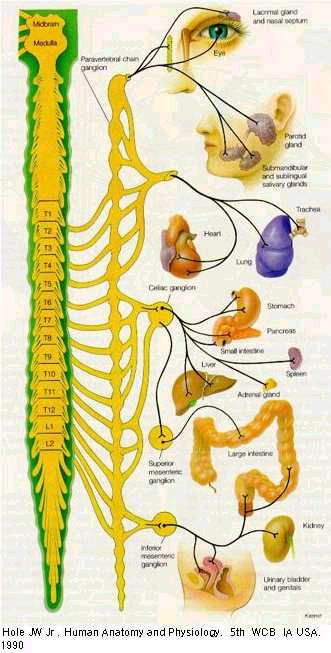 Midbrain
Medulla
Paravertebral chain
ganglion
Lacrimal gland
and nasal septum
Eye
Parotid
gland
Submandibular
and sublingual
salivary glands
T1
T2
T3
T4
T5
T6
T7
T8
T9
T10
T11
T12
L1
L2
Trachea
Heart
Lung
Celiac ganglion
Stomach
Pancreas
Small intestine
Spleen
Liver
Adrenal gland
Large intestine
Superior
mesenteric
ganglion
Kidney
Inferior
mesenteric
ganglion
Urinary bladder
and genitals
Hole JW Jr. Human Anatomy and Physiology. 5th WCB IA USA.
1990